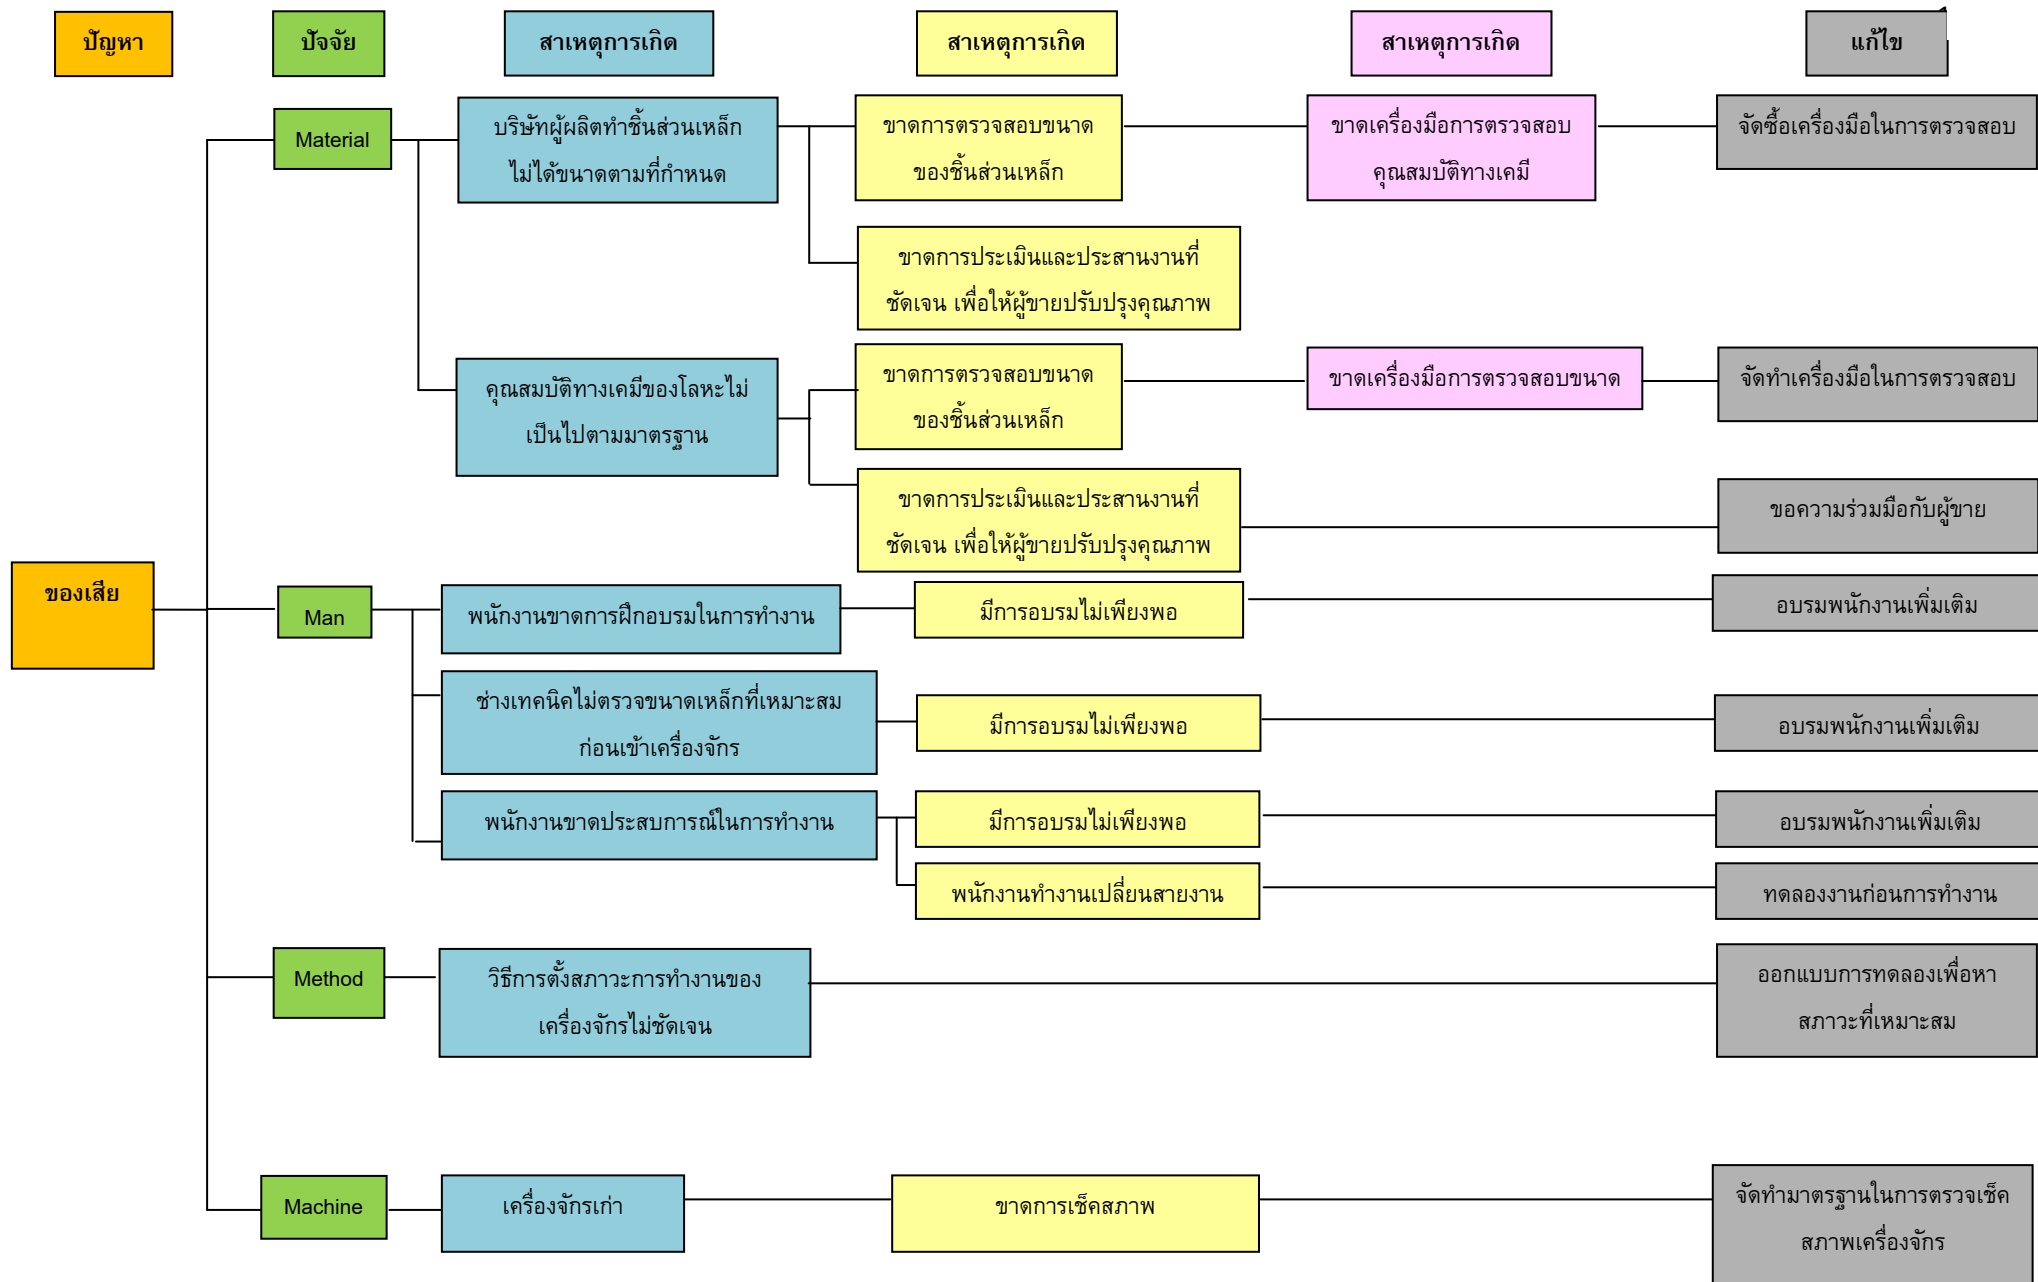 ปัญหา
ปัจจัย
สาเหตุการเกิด
สาเหตุการเกิด
สาเหตุการเกิด
แก้ไข
Material
บริษัทผู้ผลิตทำชิ้นส่วนเหล็ก
ไม่ได้ขนาดตามที่กำหนด
ขาดการตรวจสอบขนาด
ของชิ้นส่วนเหล็ก
ขาดเครื่องมือการตรวจสอบ
คุณสมบัติทางเคมี
จัดซื้อเครื่องมือในการตรวจสอบ
ขาดการประเมินและประสานงานที่
ชัดเจน เพื่อให้ผู้ขายปรับปรุงคุณภาพ
คุณสมบัติทางเคมีของโลหะไม่
เป็นไปตามมาตรฐาน
ขาดการตรวจสอบขนาด
ของชิ้นส่วนเหล็ก
ขาดเครื่องมือการตรวจสอบขนาด
จัดทำเครื่องมือในการตรวจสอบ
ขาดการประเมินและประสานงานที่
ชัดเจน เพื่อให้ผู้ขายปรับปรุงคุณภาพ
ขอความร่วมมือกับผู้ขาย
ของเสีย
Man
พนักงานขาดการฝึกอบรมในการทำงาน
มีการอบรมไม่เพียงพอ
อบรมพนักงานเพิ่มเติม
ช่างเทคนิคไม่ตรวจขนาดเหล็กที่เหมาะสม
ก่อนเข้าเครื่องจักร
มีการอบรมไม่เพียงพอ
อบรมพนักงานเพิ่มเติม
พนักงานขาดประสบการณ์ในการทำงาน
มีการอบรมไม่เพียงพอ
อบรมพนักงานเพิ่มเติม
พนักงานทำงานเปลี่ยนสายงาน
ทดลองงานก่อนการทำงาน
Method
วิธีการตั้งสภาวะการทำงานของ
เครื่องจักรไม่ชัดเจน
ออกแบบการทดลองเพื่อหา
สภาวะที่เหมาะสม
Machine
เครื่องจักรเก่า
ขาดการเช็คสภาพ
จัดทำมาตรฐานในการตรวจเช็ค
สภาพเครื่องจักร